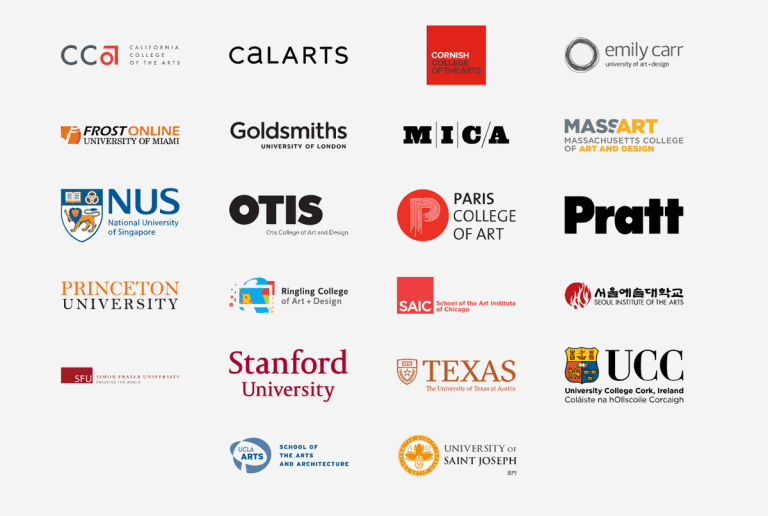 CCA CALIFORNIA
COLLEGE
OF THE ARTS
CALARTS
CORNISH
COLLEGE
OF THE ARTS
emily carr
university of art + design
FROST ONLINE
UNIVERSITY OF MIAMI
Goldsmiths
UNIVERSITY OF LONDON
M|I|C/A
MASSART
MASSACHUSETTS COLLEGE
OF ART AND DESIGN
NUS
National University
of Singapore
OTIS
Otis College of Art and Design
PARIS
COLLEGE
OF ART
Pratt
PRINCETON
UNIVERSITY
Ringling College
of Art + Design
SAIC School of the Art Institute
of Chicago
서울예술대학교
SEOUL INSTITUTE OF THE ARTS
SFU SIMON FRASER UNIVERSITY
ENGAGING THE WORLD
Stanford
University
TEXAS
The University of Texas at Austin
UCC
University College Cork, Ireland
Coláiste na hOllscoile Corcaigh
UCLA
ARTS
SCHOOL OF
THE ARTS
AND ARCHITECTURE
UNIVERSITY OF
SAINT JOSEPH
澳門